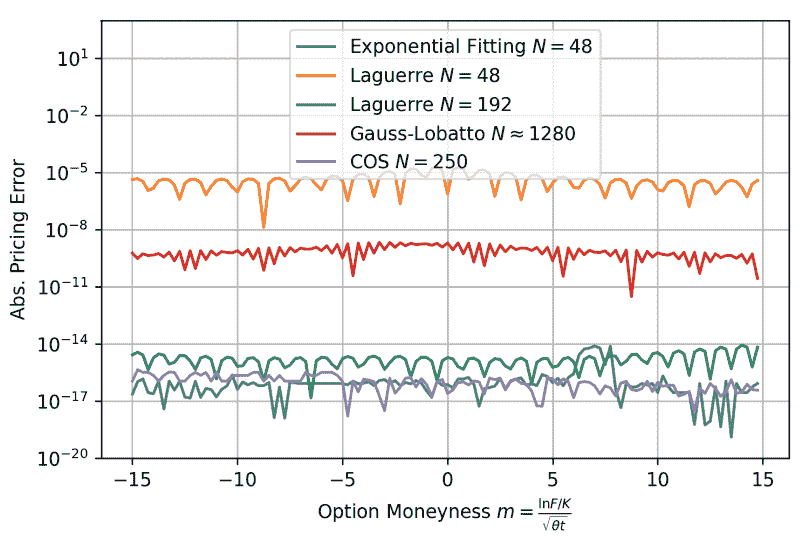 Exponential Fitting N = 48
Laguerre N = 48
Laguerre N = 192
Gauss-Lobatto N ≈ 1280
COS N = 250
Abs. Pricing Error
10^1
10^−2
10^−5
10^−8
10^−11
10^−14
10^−17
10^−20
−15 −10 −5 0 5 10 15
Option Moneyness m = lnF/K / √θt